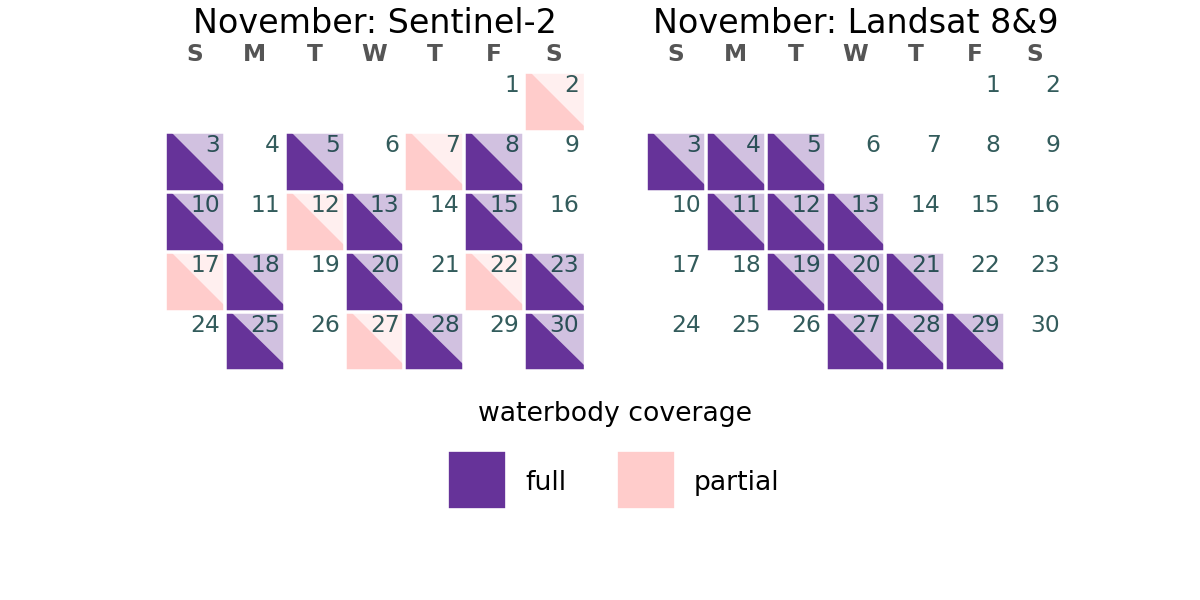 November: Sentinel-2
S M T W T F S
1 2
3 4 5 6 7 8 9
10 11 12 13 14 15 16
17 18 19 20 21 22 23
24 25 26 27 28 29 30
November: Landsat 8&9
S M T W T F S
1 2
3 4 5 6 7 8 9
10 11 12 13 14 15 16
17 18 19 20 21 22 23
24 25 26 27 28 29 30
waterbody coverage
full
partial